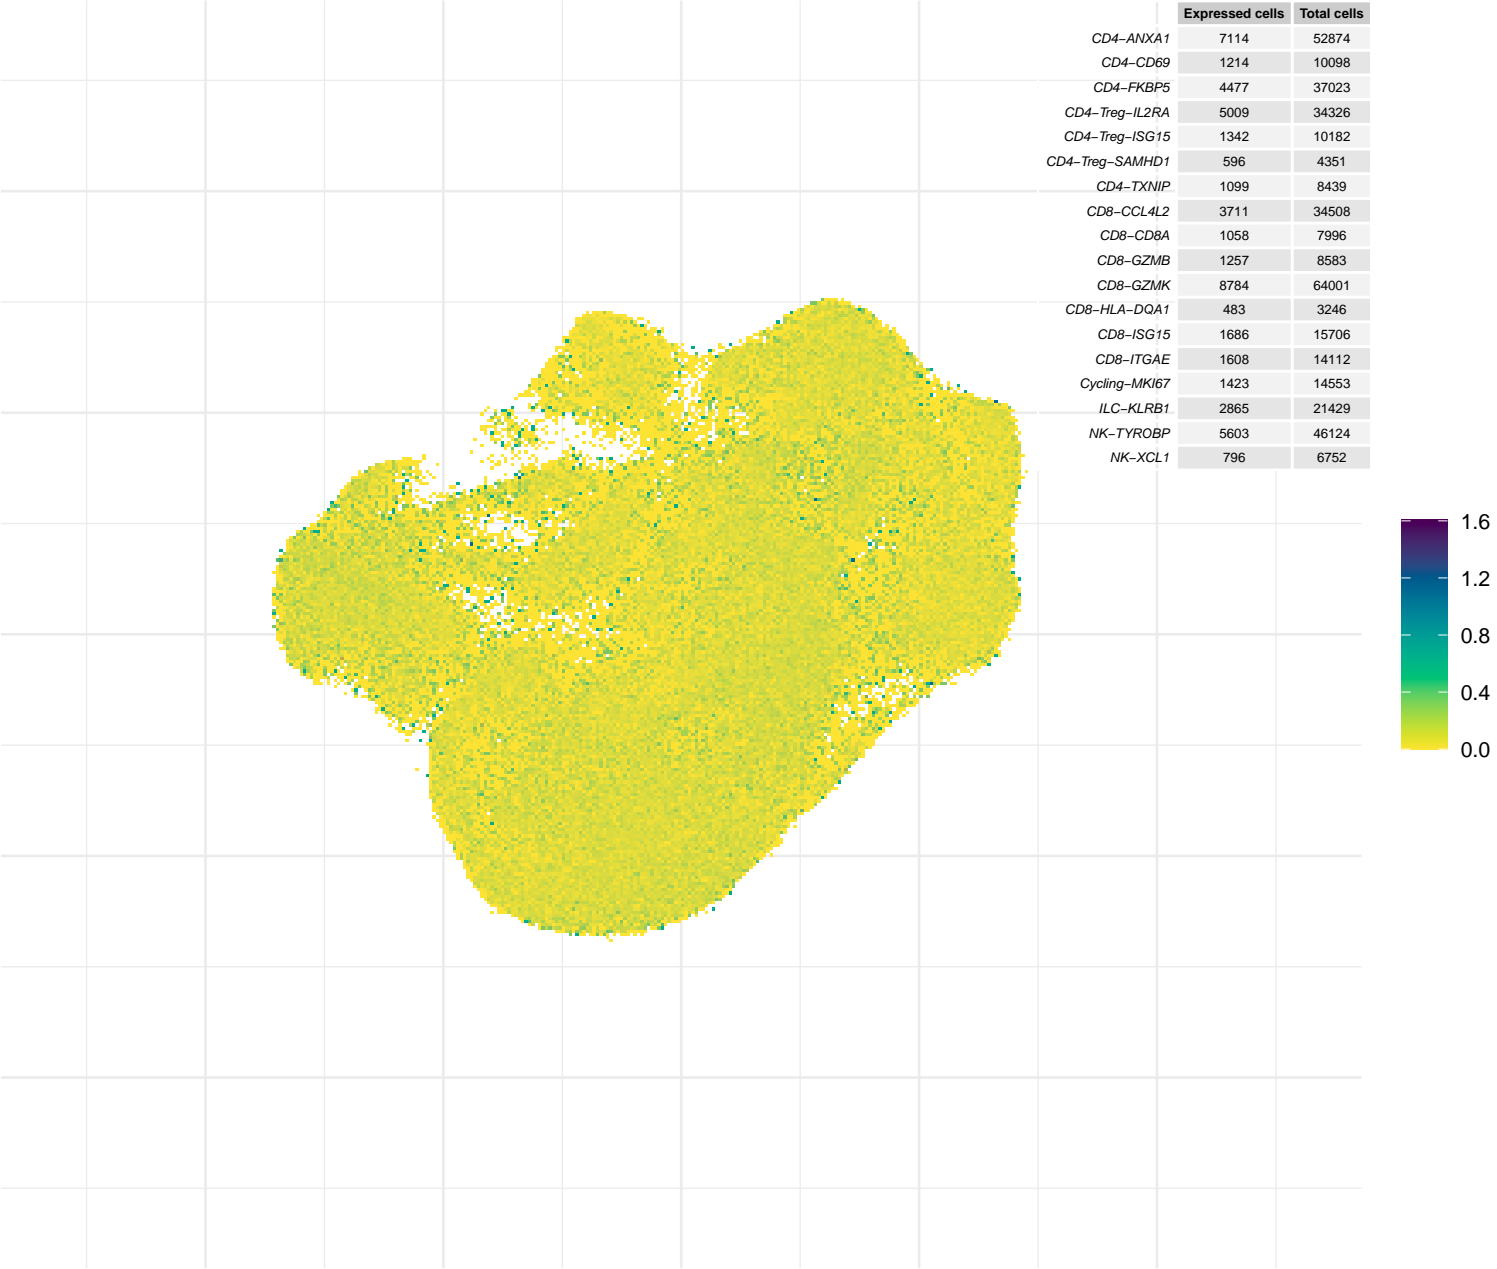 Expressed cells Total cells
CD4−ANXA1 7114 52874
CD4−CD69 1214 10098
CD4−FKBP5 4477 37023
CD4−Treg−IL2RA 5009 34326
CD4−Treg−ISG15 1342 10182
CD4−Treg−SAMHD1 596 4351
CD4−TXNIP 1099 8439
CD8−CCL4L2 3711 34508
CD8−CD8A 1058 7996
CD8−GZMB 1257 8583
CD8−GZMK 8784 64001
CD8−HLA−DQA1 483 3246
CD8−ISG15 1686 15706
CD8−ITGAE 1608 14112
Cycling−MKI67 1423 14553
ILC−KLRB1 2865 21429
NK−TYROBP 5603 46124
NK−XCL1 796 6752
1.6
1.2
0.8
0.4
0.0